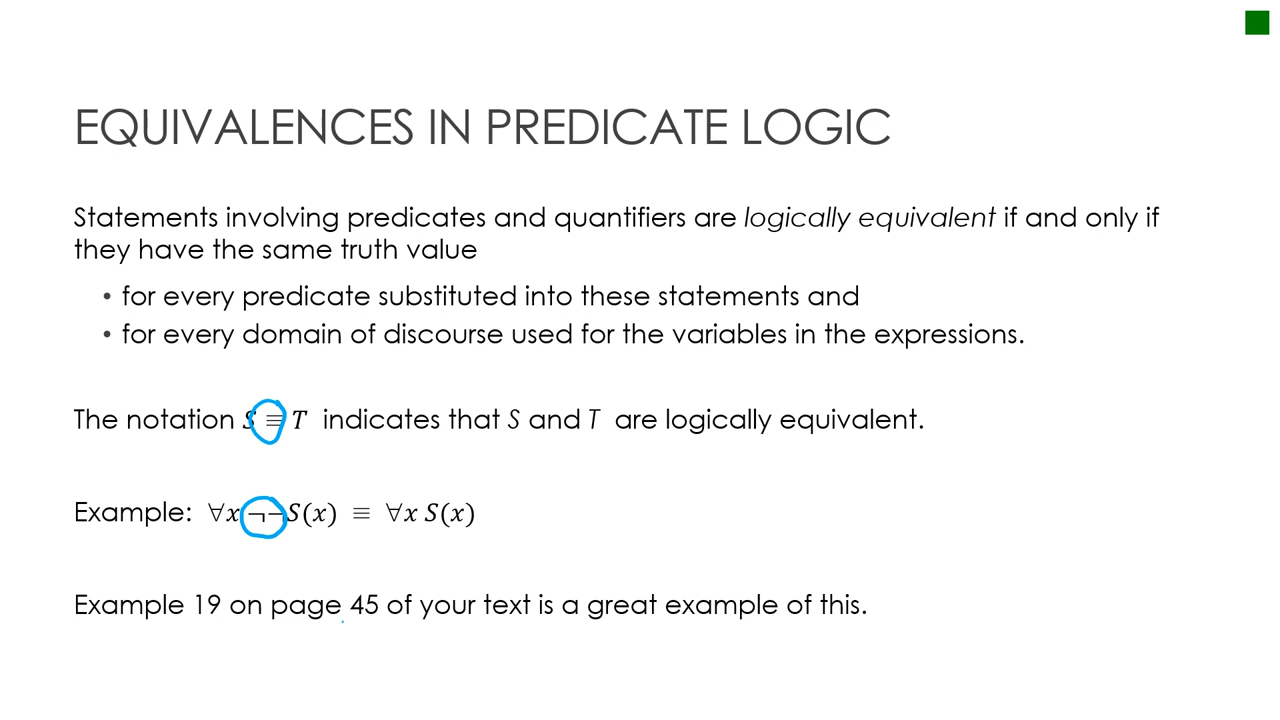 EQUIVALENCES IN PREDICATE LOGIC
Statements involving predicates and quantifiers are logically equivalent if and only if
they have the same truth value
• for every predicate substituted into these statements and
• for every domain of discourse used for the variables in the expressions.
The notation S ≡ T indicates that S and T are logically equivalent.
Example: ∀x ¬¬S(x) ≡ ∀x S(x)
Example 19 on page 45 of your text is a great example of this.